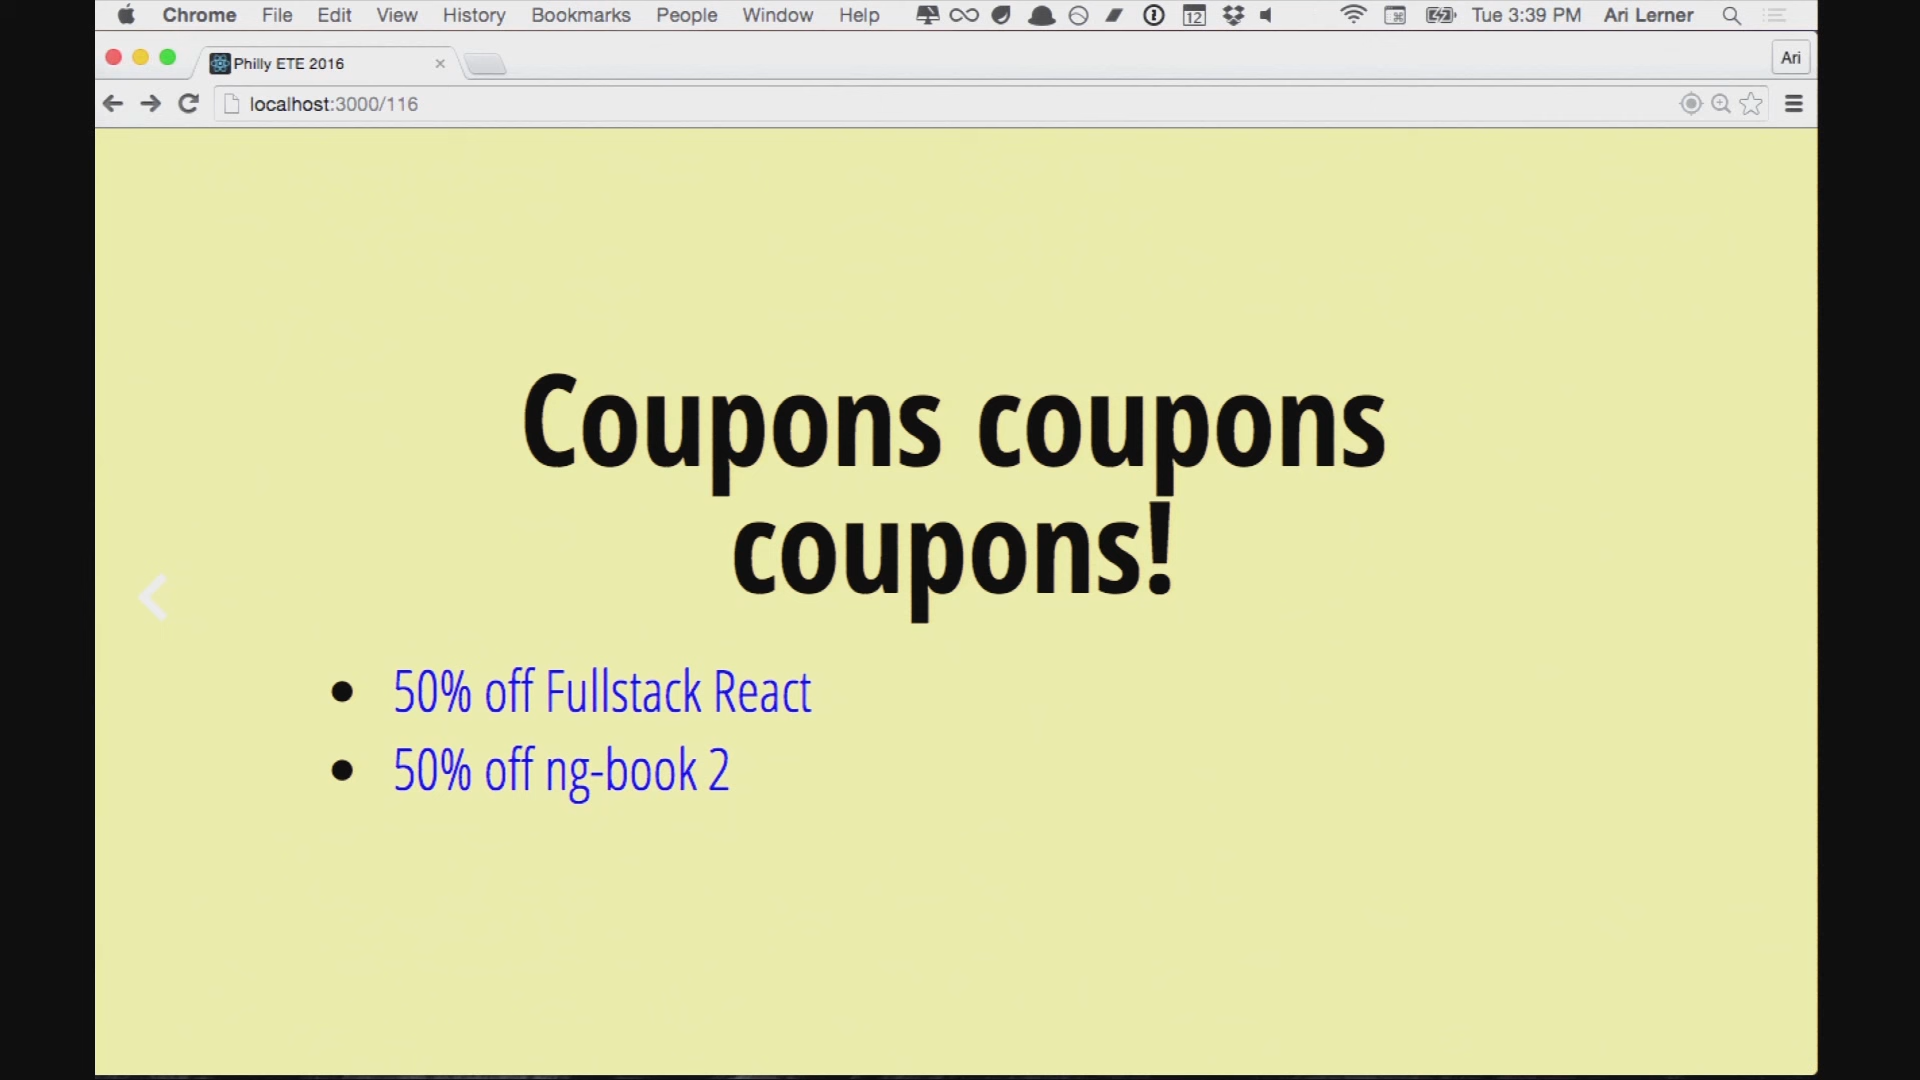 Chrome File Edit View History Bookmarks People Window Help 12 Tue 3:39 PM Ari Lerner
Philly ETE 2016
Ari
localhost:3000/116
Coupons coupons
coupons!
50% off Fullstack React
50% off ng-book 2